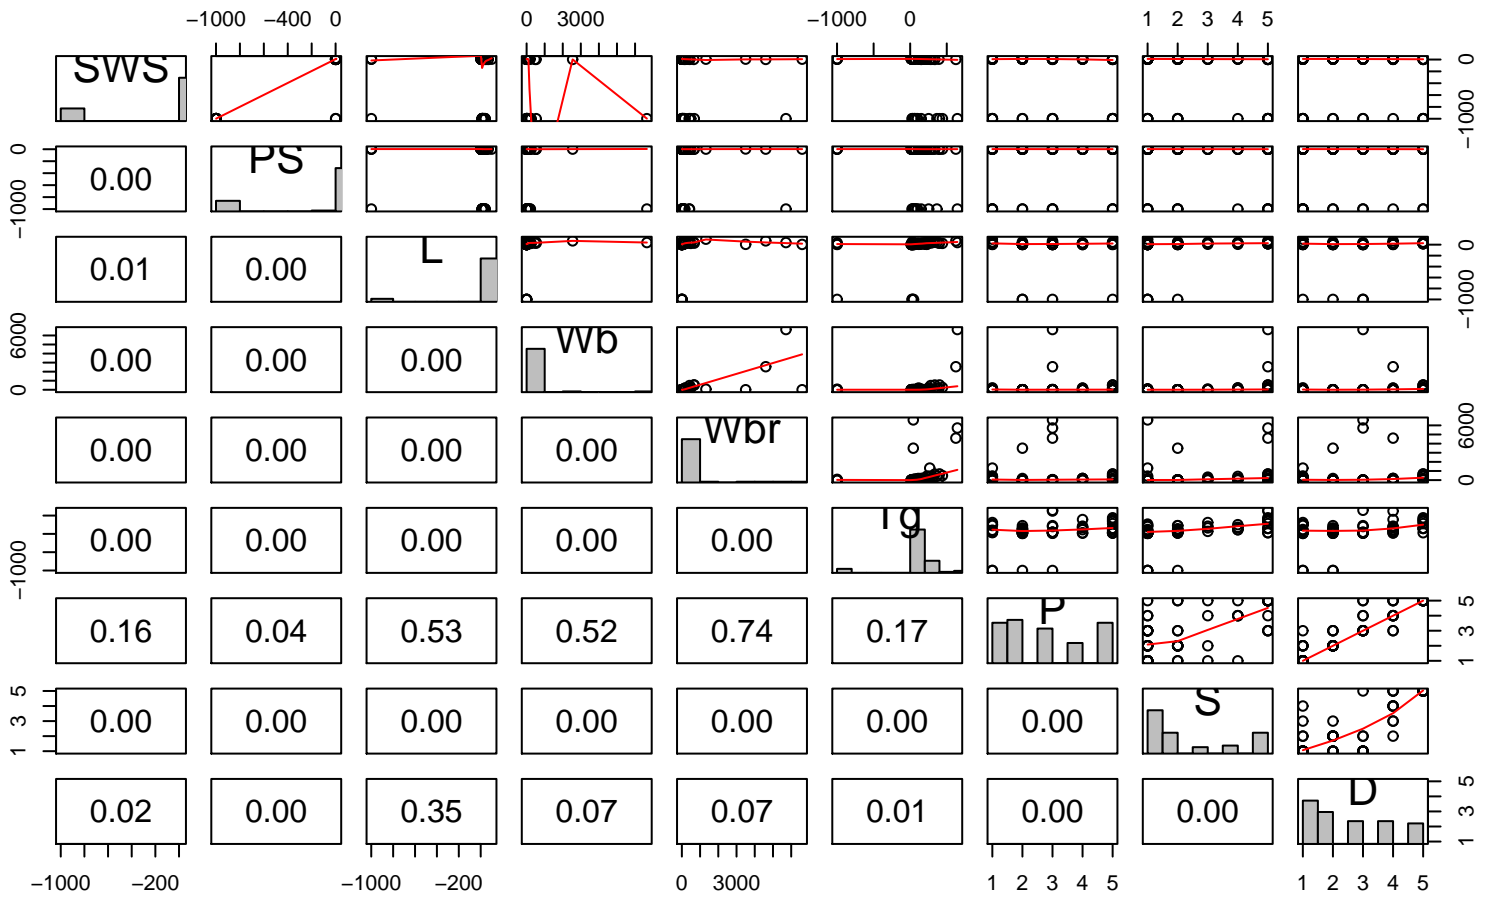 −1000 −400 0 0 3000 −1000 0 1 2 3 4 5
SWS 0 −1000
0 −1000 0.00 PS
0.01 0.00 L 0 −1000
6000 0 0.00 0.00 0.00 Wb
0.00 0.00 0.00 0.00 Wbr 6000 0
−1000 0.00 0.00 0.00 0.00 0.00 Tg
0.16 0.04 0.53 0.52 0.74 0.17 P 5 3 1
5 3 1 0.00 0.00 0.00 0.00 0.00 0.00 0.00 S
0.02 0.00 0.35 0.07 0.07 0.01 0.00 0.00 D 5 3 1
−1000 −200 −1000 −200 0 3000 1 2 3 4 5 1 2 3 4 5